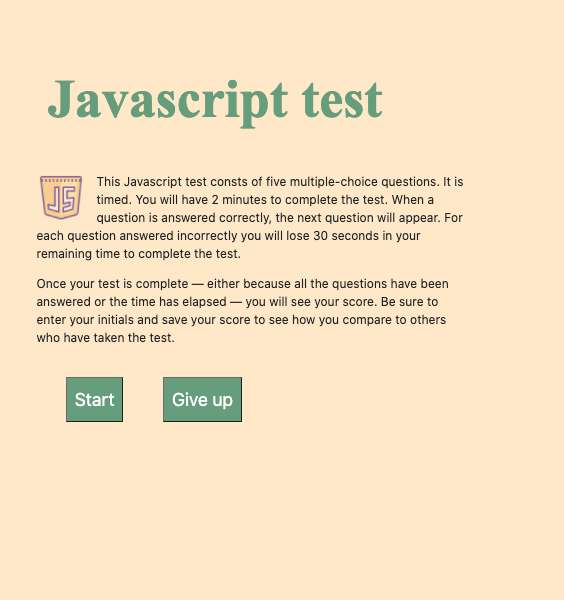 Javascript test
JS
This Javascript test consts of five multiple-choice questions. It is
timed. You will have 2 minutes to complete the test. When a
question is answered correctly, the next question will appear. For
each question answered incorrectly you will lose 30 seconds in your
remaining time to complete the test.
Once your test is complete — either because all the questions have been
answered or the time has elapsed — you will see your score. Be sure to
enter your initials and save your score to see how you compare to others
who have taken the test.
Start
Give up